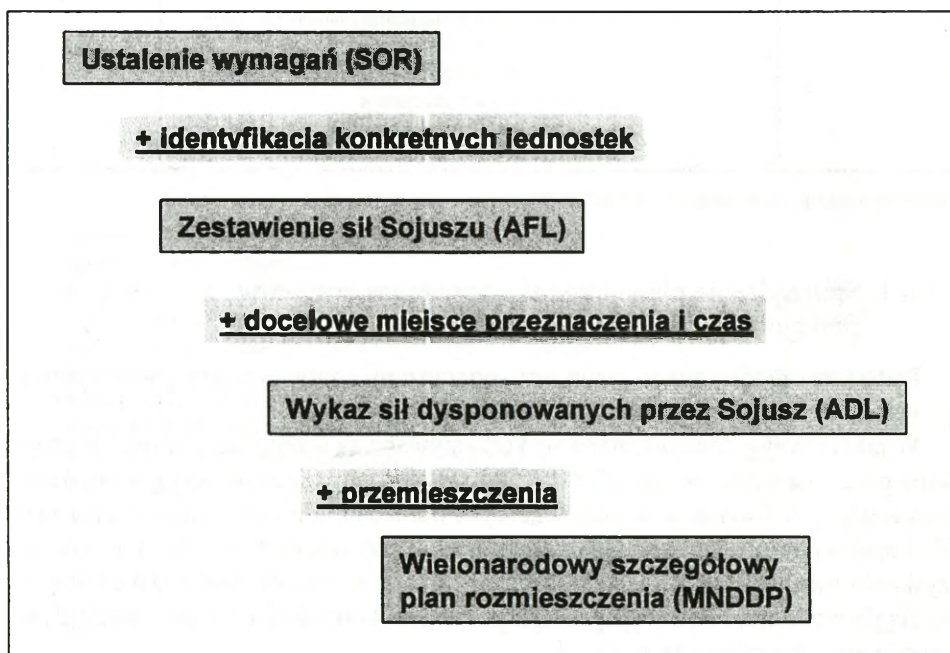 Ustalenie wymagań (SOR)
+ identyfikacja konkretnych jednostek
Zestawienie sił Sojuszu (AFL)
+ docelowe miejsce przeznaczenia i czas
Wykaz sił dysponowanych przez Sojusz (ADL)
+ przemieszczenia
Wielonarodowy szczegółowy
plan rozmieszczenia (MNDDP)